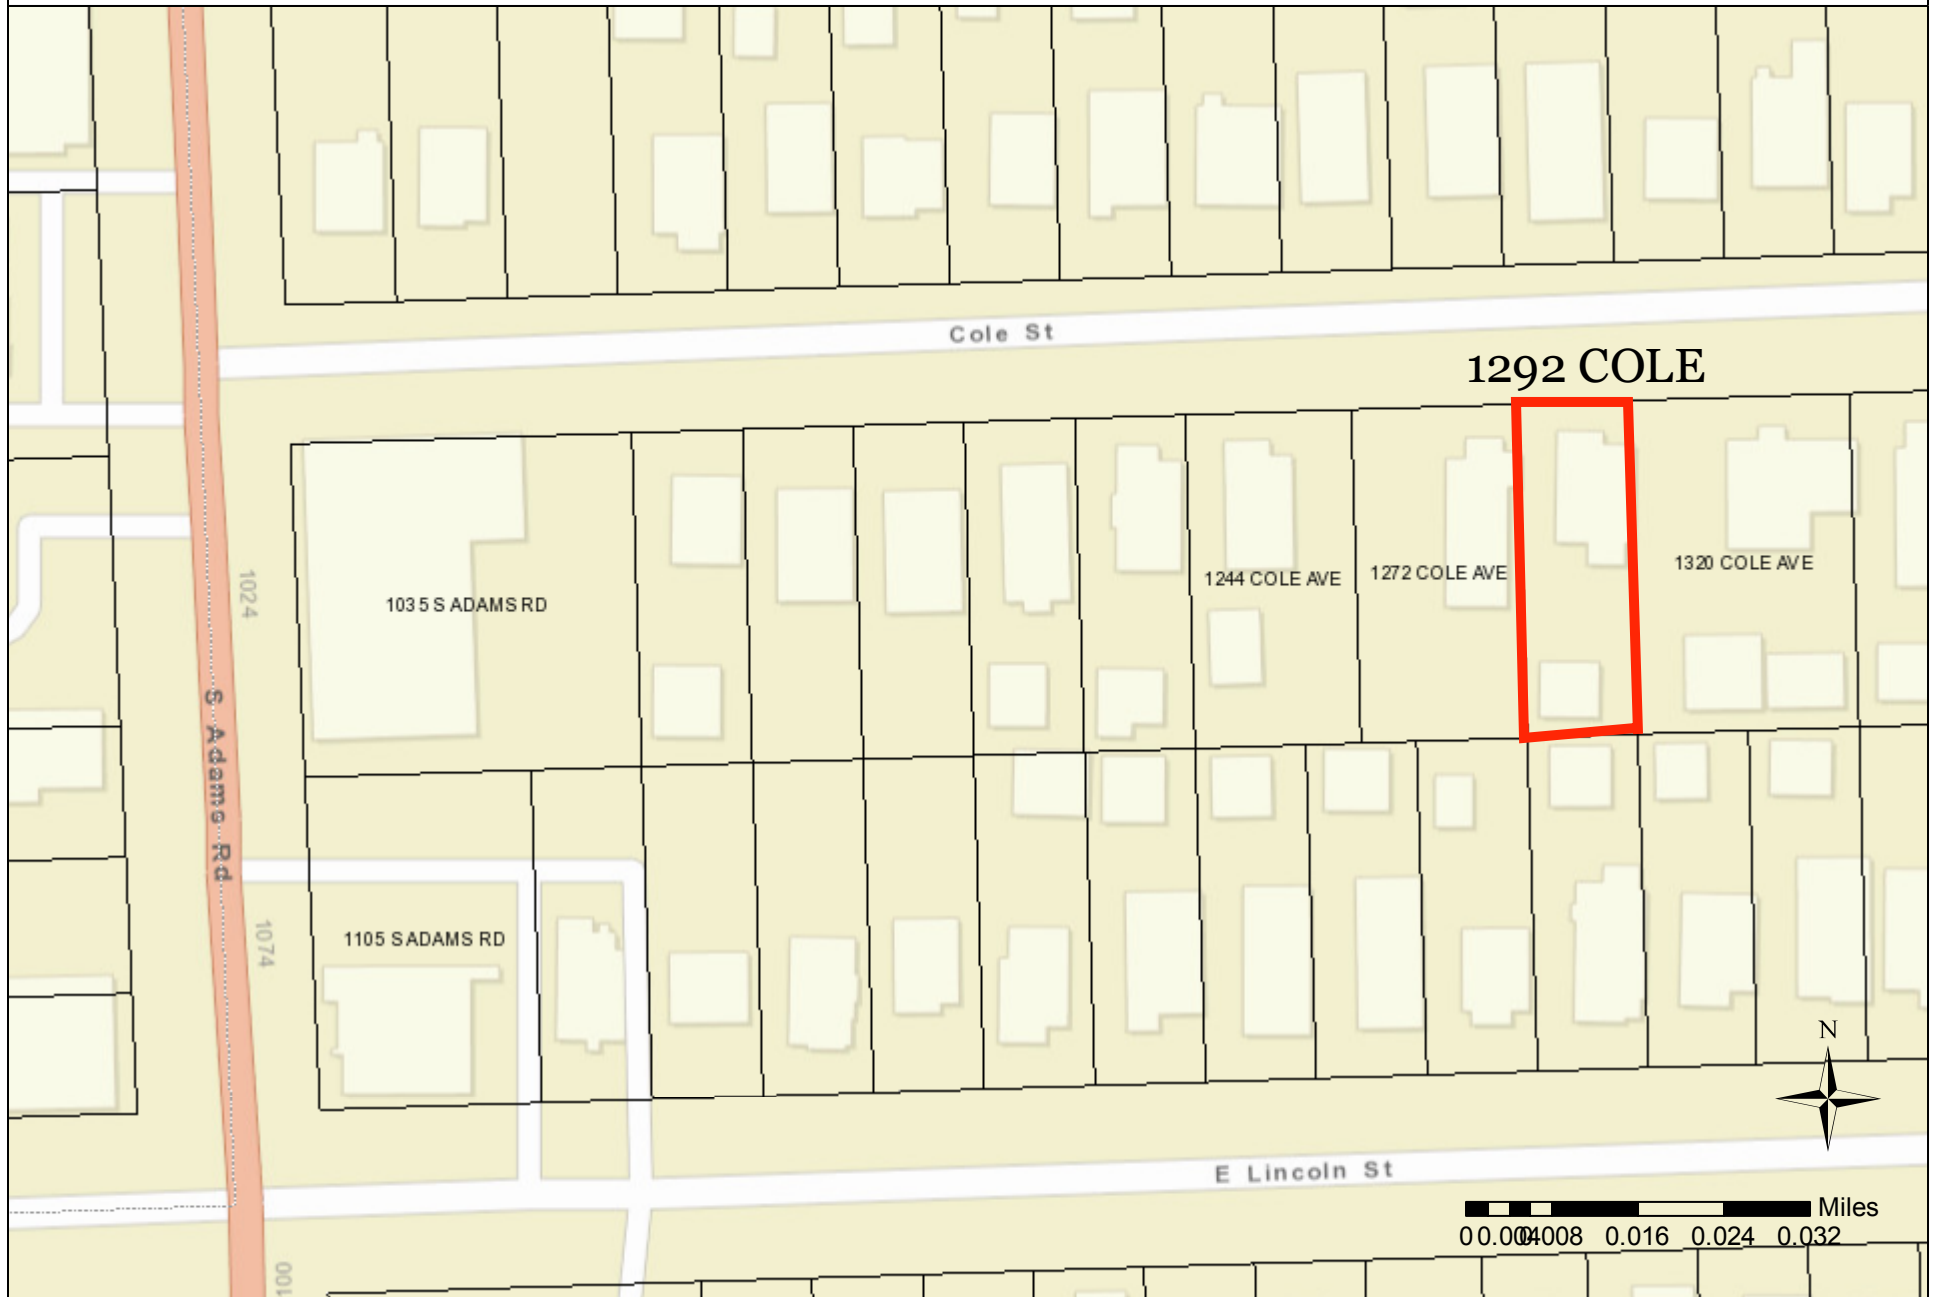 Cole St
1292 COLE
1320 COLE AVE
1272 COLE AVE
1244 COLE AVE
1035 S ADAMS RD
1024
S Adams Rd
1105 S ADAMS RD
1074
N
E Lincoln St
Miles
0 0.004 0.008 0.016 0.024 0.032